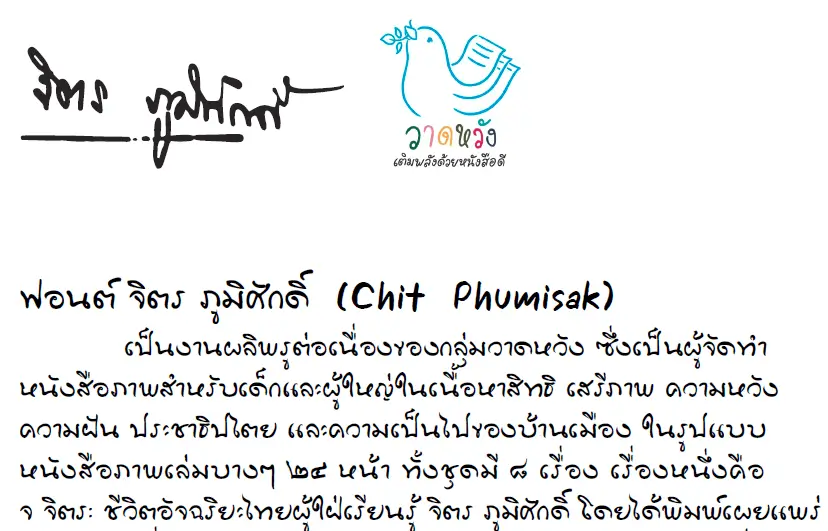 จิตร ภูมิศักดิ์
วาดหวัง
เติมพลังด้วยหนังสือดี
ฟอนต์ จิตร ภูมิศักดิ์ (Chit Phumisak)
เป็นงานผลิพรูต่อเนื่องของกลุ่มวาดหวัง ซึ่งเป็นผู้จัดทำ
หนังสือภาพสำหรับเด็กและผู้ใหญ่ในเนื้อหาสิทธิ เสรีภาพ ความหวัง
ความฝัน ประชาธิปไตย และความเป็นไปของบ้านเมือง ในรูปแบบ
หนังสือภาพเล่มบางๆ ๒๔ หน้า ทั้งชุดมี ๘ เรื่อง เรื่องหนึ่งคือ
จ จิตร: ชีวิตอัจฉริยะไทยผู้ใฝ่เรียนรู้ จิตร ภูมิศักดิ์ โดยได้พิมพ์เผยแพร่